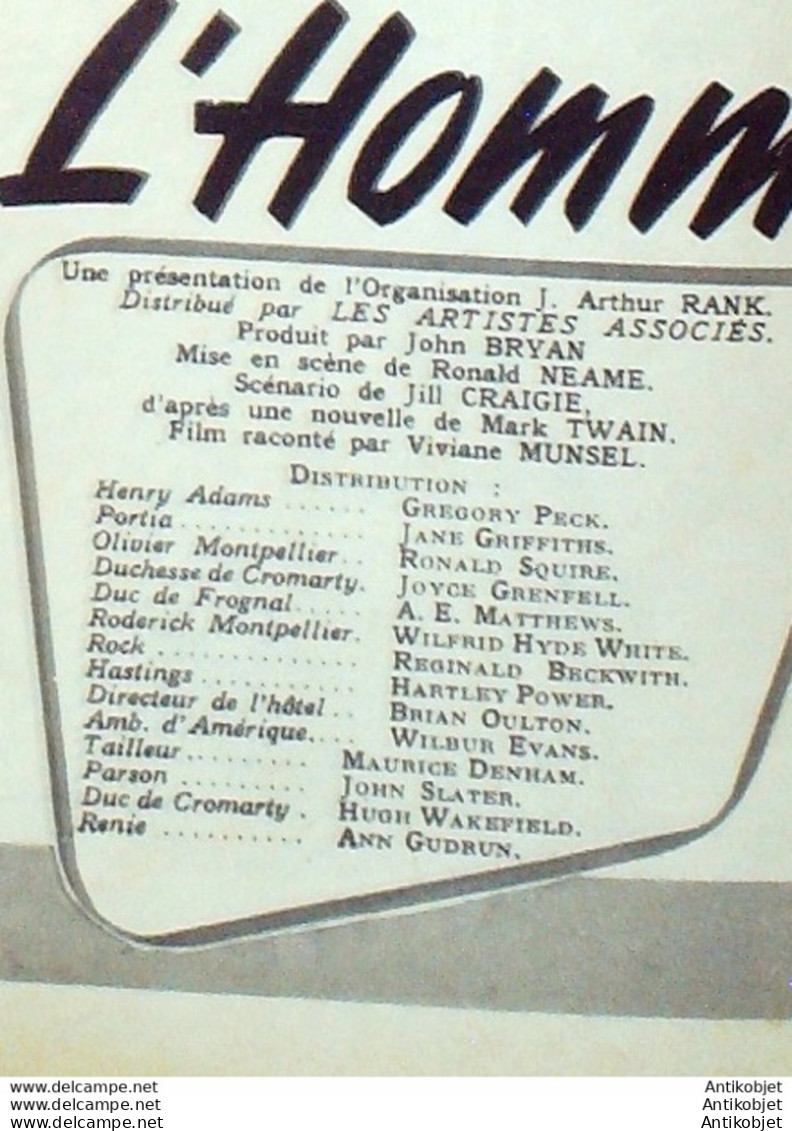 L'Homm
Une présentation de l'Organisation J. Arthur RANK.
Distribué par LES ARTISTES ASSOCIÉS.
Produit par John BRYAN
Mise en scène de Ronald NEAME.
Scénario de Jill CRAIGIE,
d'après une nouvelle de Mark TWAIN.
Film raconté par Viviane MUNSEL.
DISTRIBUTION :
Henry Adams ...... GREGORY PECK.
Portia ............. JANE GRIFFITHS.
Olivier Montpellier.. RONALD SQUIRE.
Duchesse de Cromarty. JOYCE GRENFELL.
Duc de Frognal...... A. E. MATTHEWS.
Roderick Montpellier. WILFRID HYDE WHITE.
Rock .............. REGINALD BECKWITH.
Hastings ........... HARTLEY POWER.
Directeur de l'hôtel .. BRIAN OULTON.
Amb. d'Amérique.... WILBUR EVANS.
Tailleur ......... MAURICE DENHAM.
Parson ......... JOHN SLATER.
Duc de Cromarty . HUGH WAKEFIELD.
Renie .......... ANN GUDRUN.
www.delcampe.net Antikobjet
www.delcampe.net Antikobjet
www.delcampe.net Antikobjet